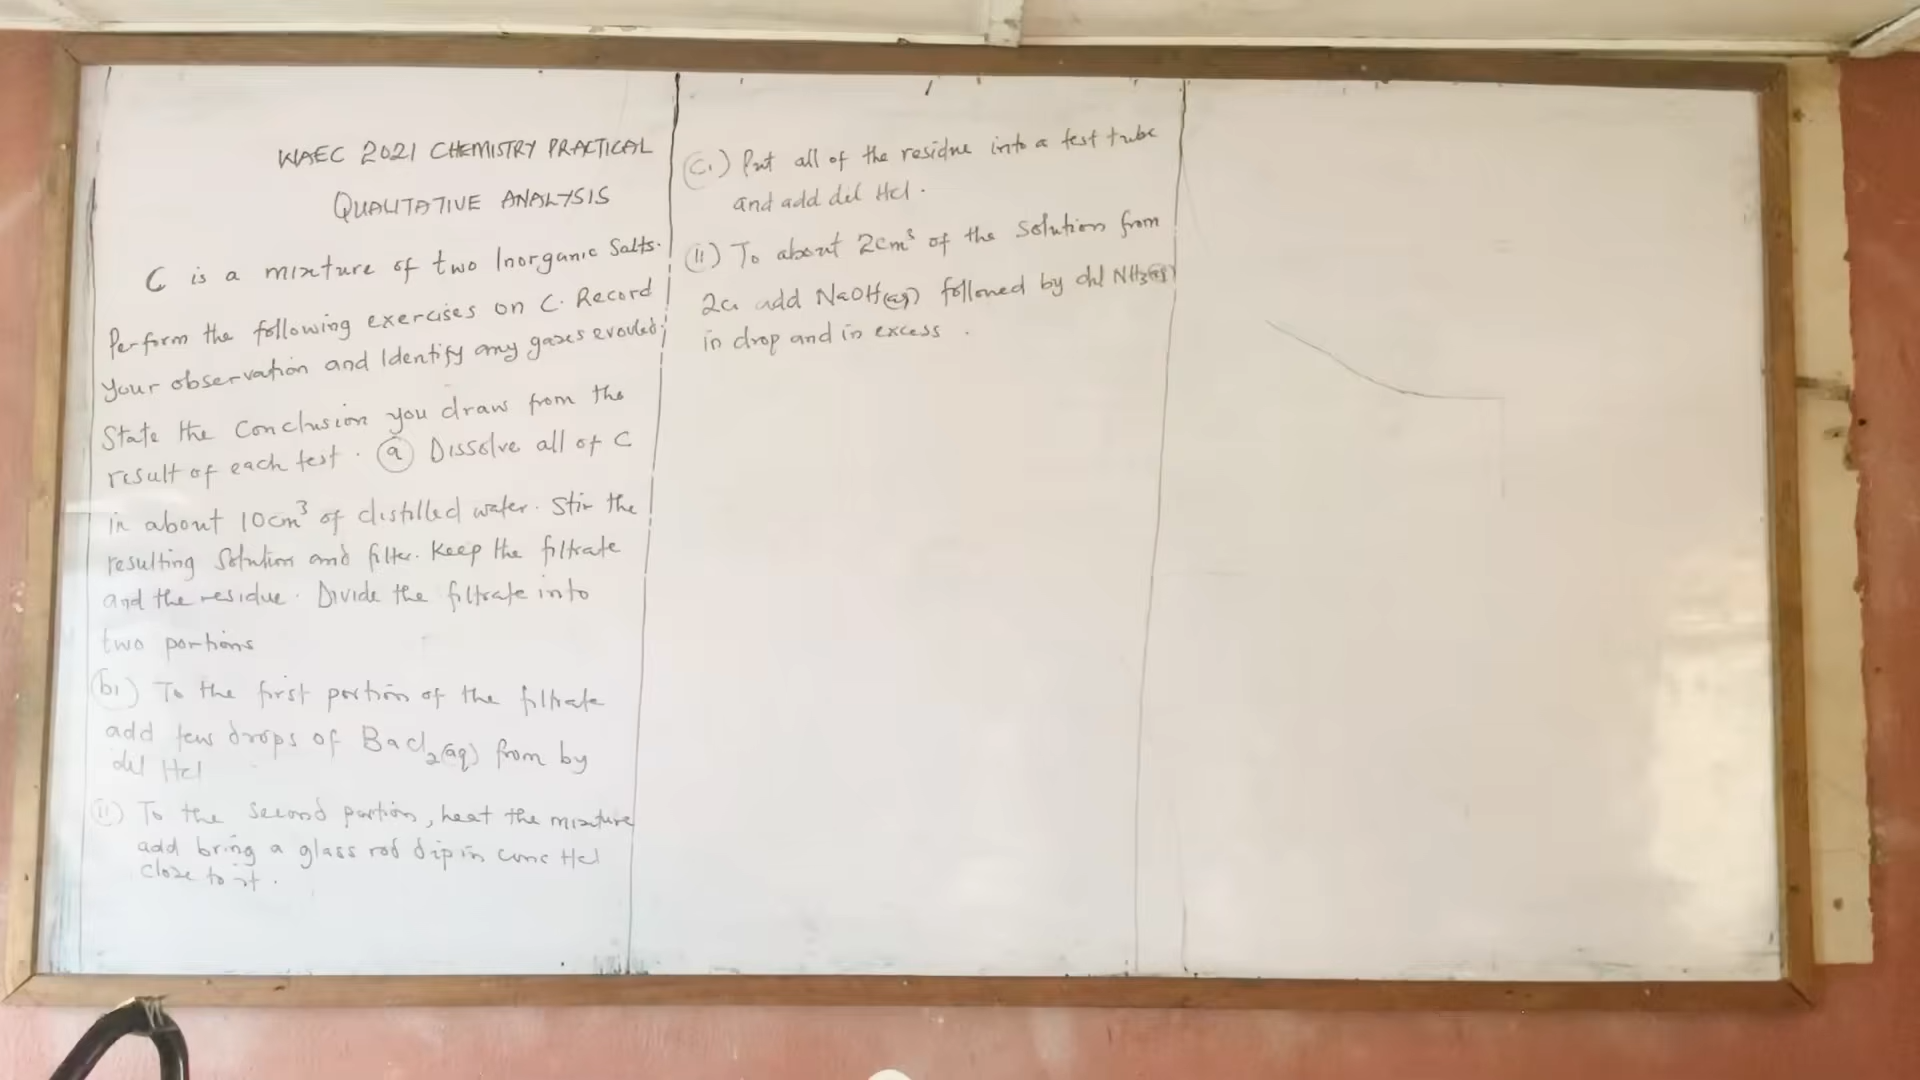 WAEC 2021 CHEMISTRY PRACTICAL
QUALITATIVE ANALYSIS
C is a mixture of two Inorganic Salts.
Perform the following exercises on C. Record
your observation and Identify any gases evovled;
State the Conclusion you draw from the
result of each test. (a) Dissolve all of C
in about 10cm³ of distilled water. Stir the
resulting Solution and filter. Keep the filtrate
and the residue. Divide the filtrate into
two portions
(bi) To the first portion of the filtrate
add few drops of BaCl₂(aq) from by
dil HCl
(ii) To the second portion, heat the mixture
add bring a glass rod dip in conc HCl
close to it.
(ci) Put all of the residue into a test tube
and add dil HCl.
(ii) To about 2cm³ of the solution from
2ci add NaOH(aq) followed by dil NH3(aq)
in drop and in excess.